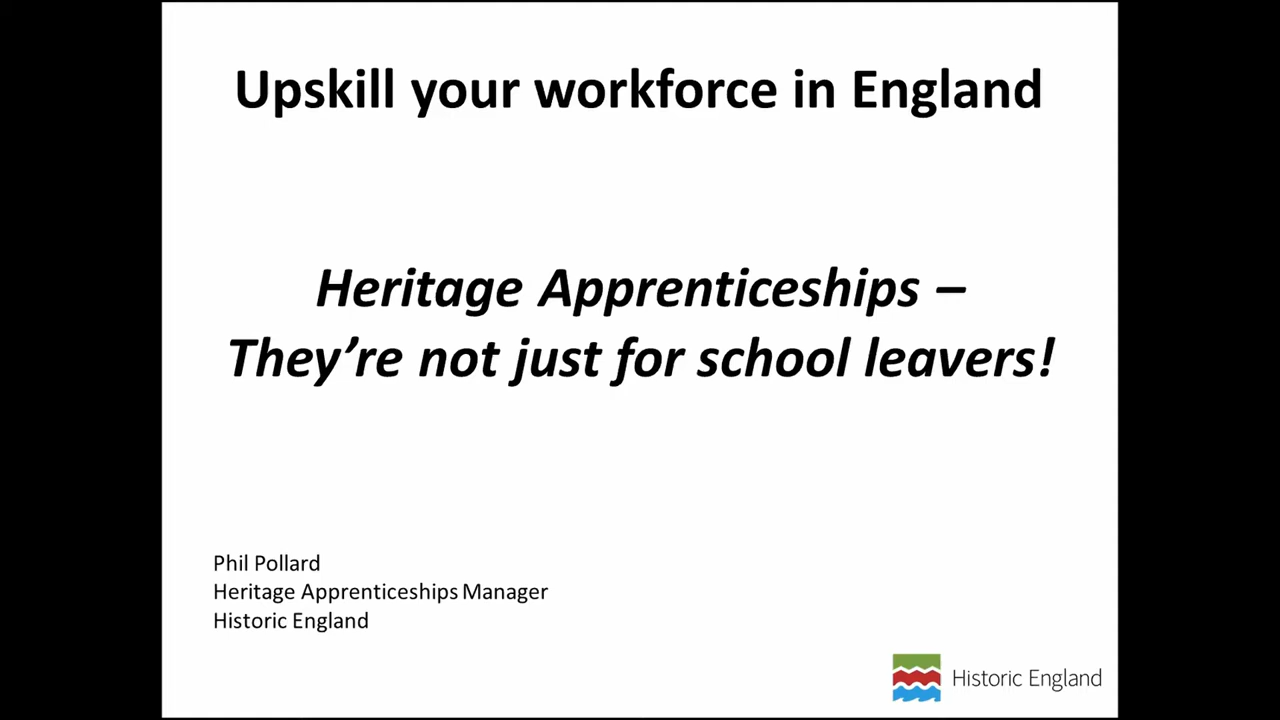 Upskill your workforce in England
Heritage Apprenticeships –
They’re not just for school leavers!
Phil Pollard
Heritage Apprenticeships Manager
Historic England
Historic England